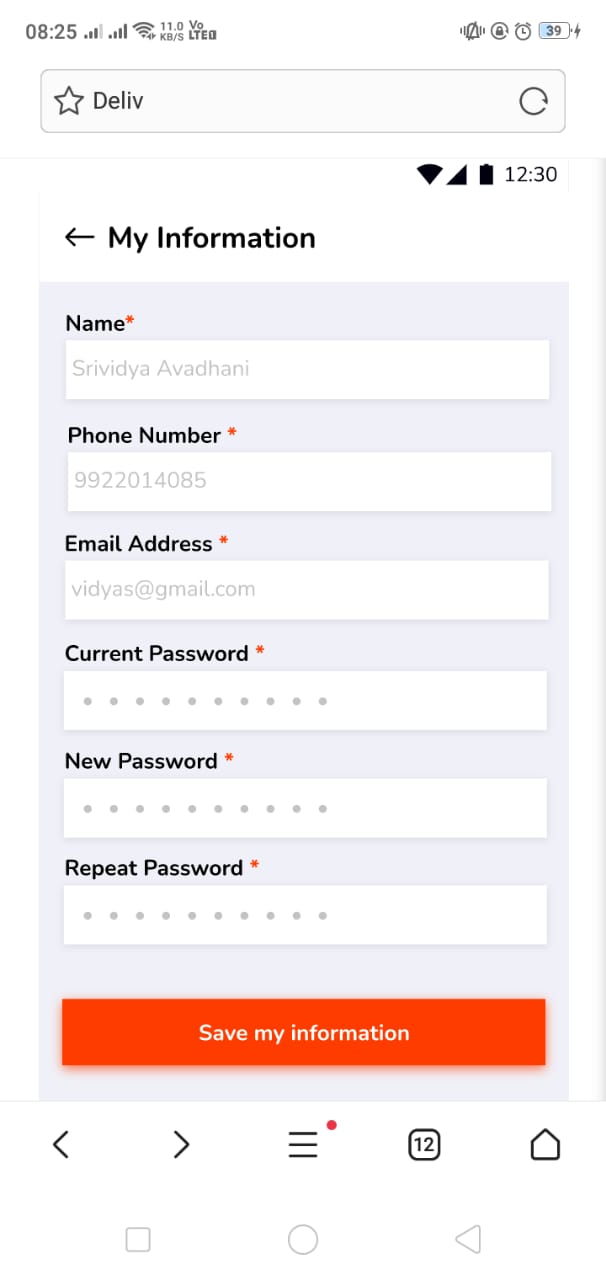 08:25 11.0 KB/S Vo LTE 39
Deliv
12:30
My Information
Name*
Srividya Avadhani
Phone Number *
9922014085
Email Address *
vidyas@gmail.com
Current Password *
New Password *
Repeat Password *
Save my information
12